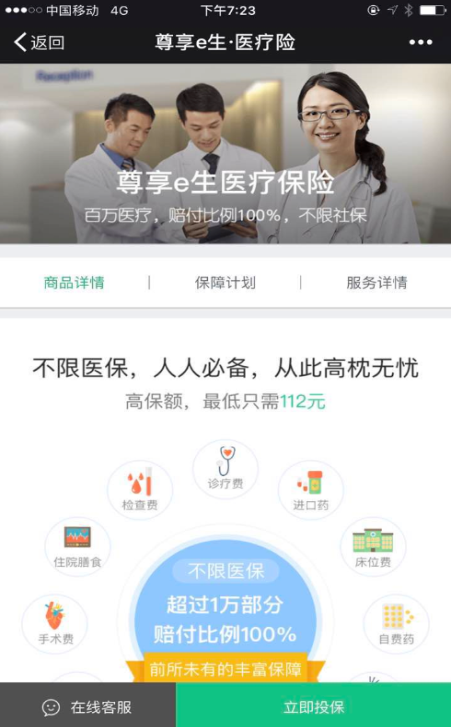 中国移动 4G 下午7:23
返回 尊享e生·医疗险
Reception
尊享e生医疗保险
百万医疗，赔付比例100%，不限社保
商品详情 保障计划 服务详情
不限医保，人人必备，从此高枕无忧
高保额，最低只需112元
诊疗费
检查费 进口药
住院膳食 床位费
不限医保
超过1万部分
手术费 赔付比例100% 自费药
前所未有的丰富保障
在线客服 立即投保